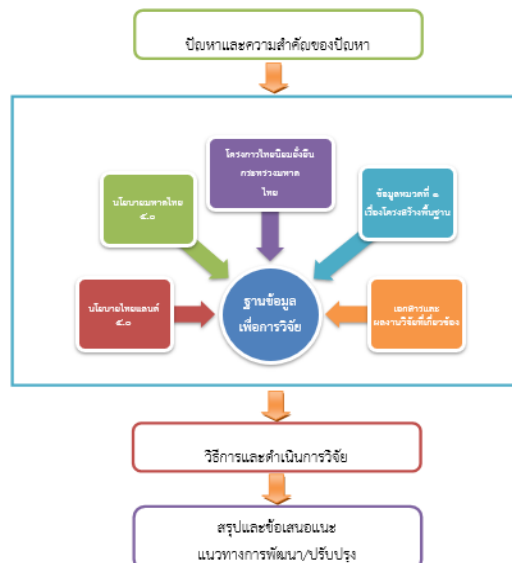 ปัญหาและความสำคัญของปัญหา
โครงการไทยนิยมยั่งยืน
กระทรวงมหาด
ไทย
นโยบายมหาดไทย
๔.๐
ข้อมูลหมวดที่ ๑
เรื่องโครงสร้างพื้นฐาน
นโยบายไทยแลนด์
๔.๐
ฐานข้อมูล
เพื่อการวิจัย
เอกสารและ
ผลงานวิจัยที่เกี่ยวข้อง
วิธีการและดำเนินการวิจัย
สรุปและข้อเสนอแนะ
แนวทางการพัฒนา/ปรับปรุง